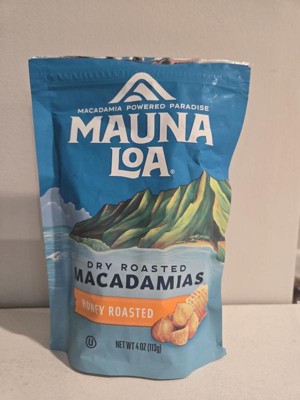 MACADAMIA POWERED PARADISE
MAUNA
LOA®
DRY ROASTED
MACADAMIAS
HONEY ROASTED
U
NET WT 4 OZ (113g)